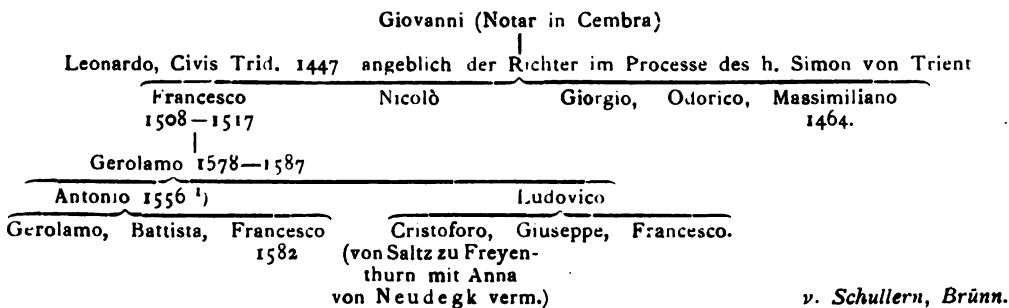 Giovanni (Notar in Cembra)
Leonardo, Civis Trid. 1447 angeblich der Richter im Processe des h. Simon von Trient
Francesco Nicolò Giorgio, Odorico, Massimiliano
1508—1517 1464.
Gerolamo 1578—1587
Antonio 1556 ¹) Ludovico
Gerolamo, Battista, Francesco Cristoforo, Giuseppe, Francesco.
1582 (von Saltz zu Freyen-
thurn mit Anna
von Neudegk verm.) v. Schullern, Brünn.